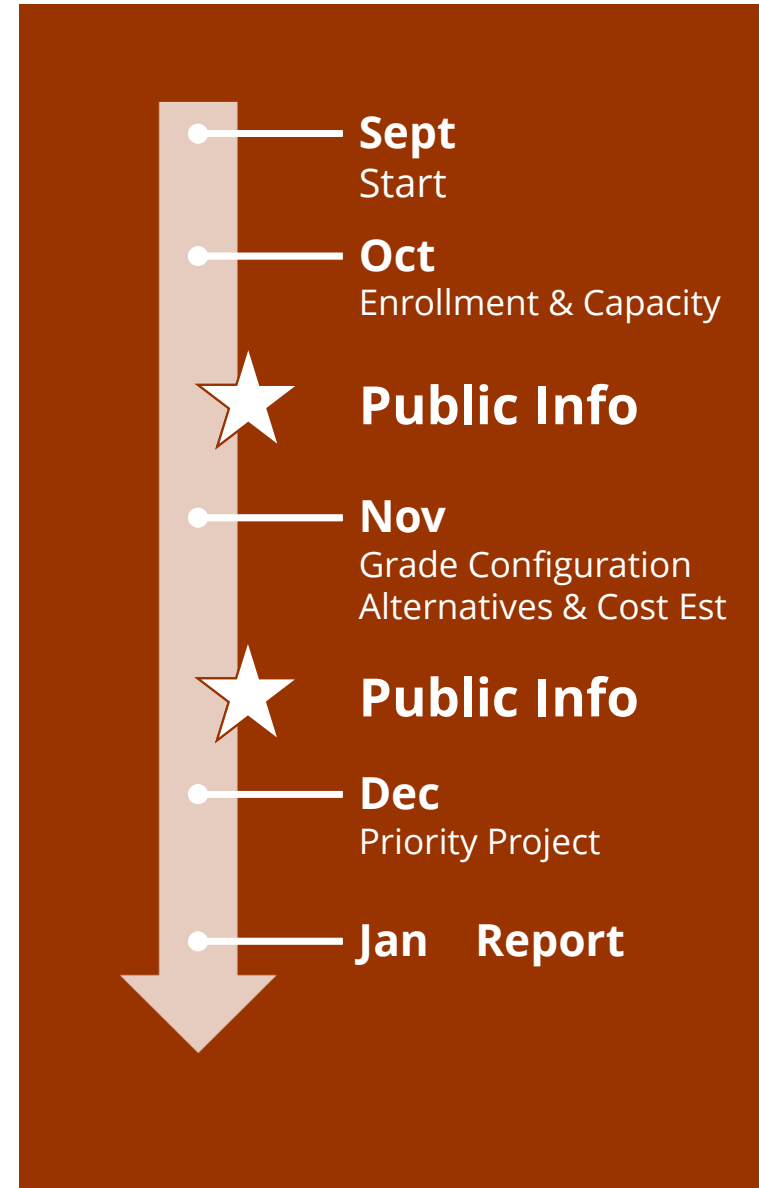 Sept
Start
Oct
Enrollment & Capacity
Public Info
Nov
Grade Configuration
Alternatives & Cost Est
Public Info
Dec
Priority Project
Jan Report